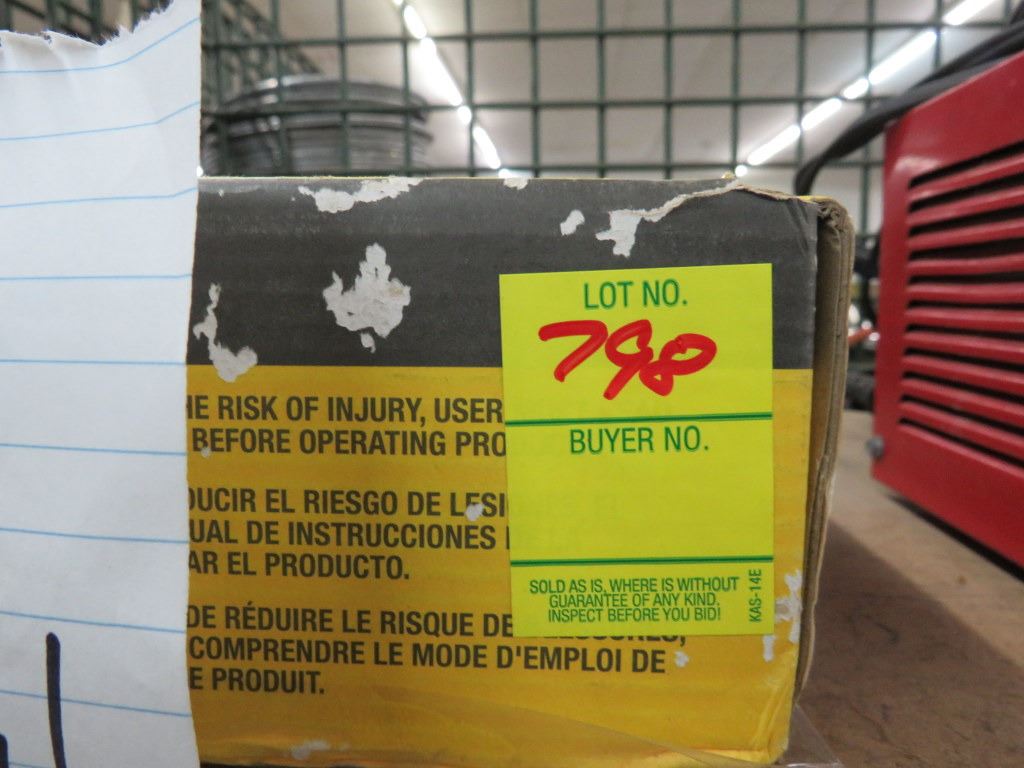 LOT NO.
798
BUYER NO.
SOLD AS IS, WHERE IS WITHOUT
GUARANTEE OF ANY KIND.
INSPECT BEFORE YOU BID!
KAS-14E
HE RISK OF INJURY, USER
BEFORE OPERATING PRO
DUCIR EL RIESGO DE LESI
UAL DE INSTRUCCIONES
AR EL PRODUCTO.
DE RÉDUIRE LE RISQUE DE
COMPRENDRE LE MODE D'EMPLOI DE
E PRODUIT.